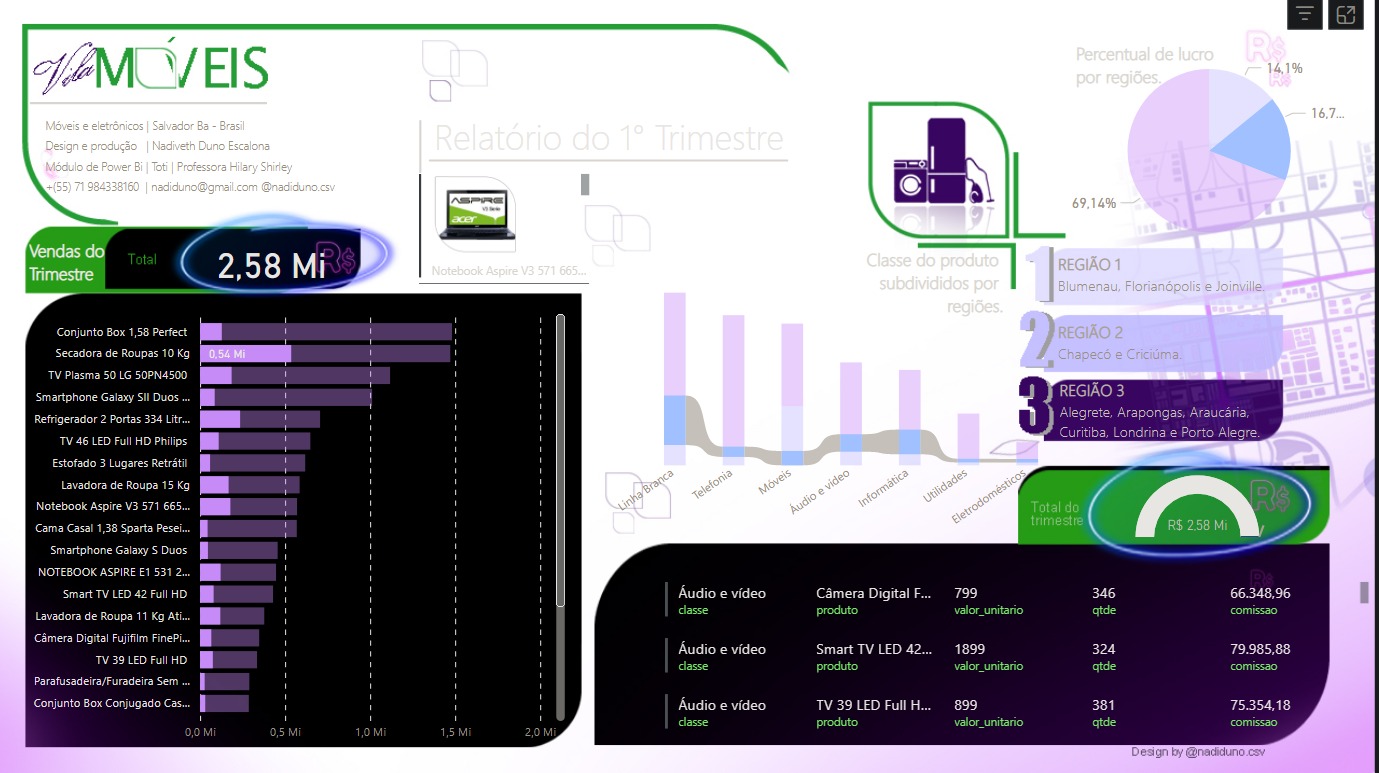 Vila MÓVEIS
Móveis e eletrônicos | Salvador Ba - Brasil
Design e produção | Nadiveth Duno Escalona
Módulo de Power Bi | Toti | Professora Hilary Shirley
+(55) 71 984338160 | nadiduno@gmail.com @nadiduno.csv
Relatório do 1° Trimestre
ASPIRE
V3 Series
acer
Notebook Aspire V3 571 665...
Vendas do
Trimestre
Total
2,58 Mi
R$
Conjunto Box 1,58 Perfect
Secadora de Roupas 10 Kg
0,54 Mi
TV Plasma 50 LG 50PN4500
Smartphone Galaxy SII Duos ...
Refrigerador 2 Portas 334 Litr...
TV 46 LED Full HD Philips
Estofado 3 Lugares Retrátil
Lavadora de Roupa 15 Kg
Notebook Aspire V3 571 665...
Cama Casal 1,38 Sparta Pesei...
Smartphone Galaxy S Duos
NOTEBOOK ASPIRE E1 531 2...
Smart TV LED 42 Full HD
Lavadora de Roupa 11 Kg Ati...
Câmera Digital Fujifilm FinePi...
TV 39 LED Full HD
Parafusadeira/Furadeira Sem ...
Conjunto Box Conjugado Cas...
0,0 Mi 0,5 Mi 1,0 Mi 1,5 Mi 2,0 Mi
Percentual de lucro
por regiões.
R$
R$
14,1%
16,7...
69,14%
Classe do produto
subdivididos por
regiões.
Linha Branca
Telefonia
Móveis
Áudio e vídeo
Informática
Utilidades
Eletrodomésticos
1
REGIÃO 1
Blumenau, Florianópolis e Joinville.
2
REGIÃO 2
Chapecó e Criciúma.
3
REGIÃO 3
Alegrete, Arapongas, Araucária,
Curitiba, Londrina e Porto Alegre.
Total do
trimestre
R$ 2,58 Mi
R$
R$
Áudio e vídeo Câmera Digital F... 799 346 66.348,96
classe produto valor_unitario qtde comissao
Áudio e vídeo Smart TV LED 42... 1899 324 79.985,88
classe produto valor_unitario qtde comissao
Áudio e vídeo TV 39 LED Full H... 899 381 75.354,18
classe produto valor_unitario qtde comissao
Design by @nadiduno.csv